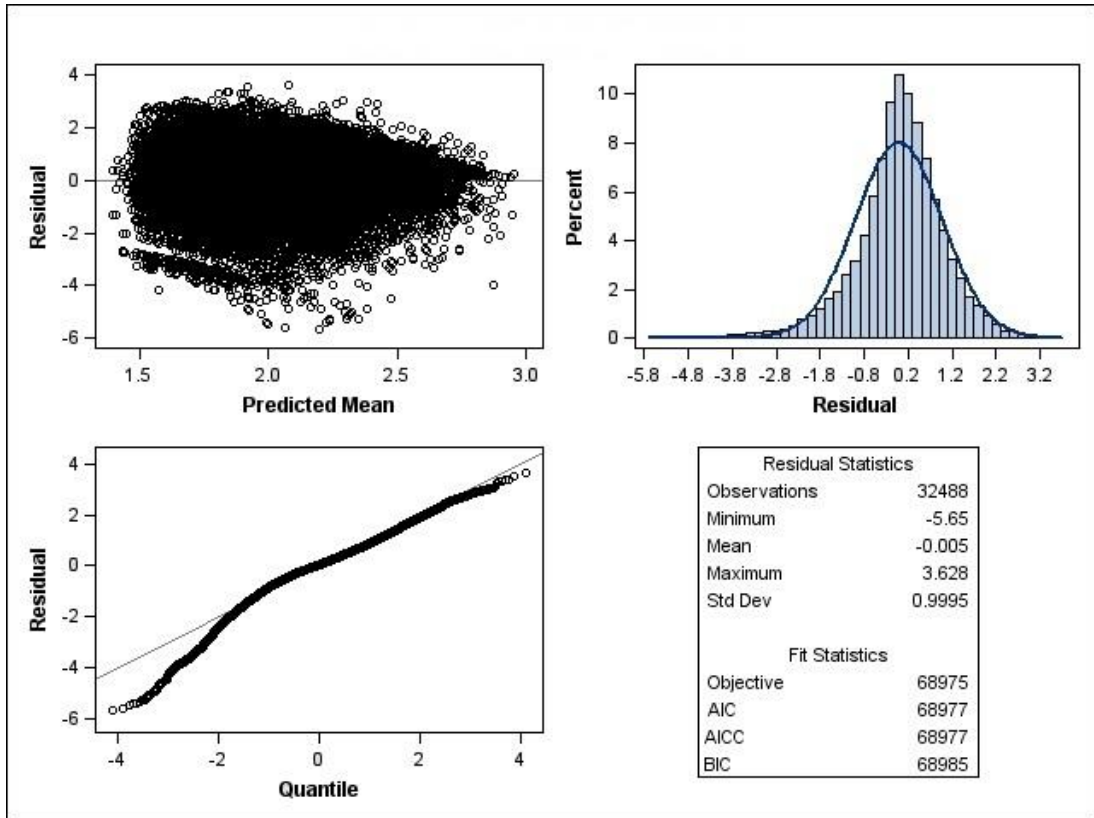 4
2
0
-2
-4
-6
Residual
1.5 2.0 2.5 3.0
Predicted Mean
10
8
6
4
2
0
Percent
-5.8 -4.8 -3.8 -2.8 -1.8 -0.8 0.2 1.2 2.2 3.2
Residual
4
2
0
-2
-4
-6
Residual
-4 -2 0 2 4
Quantile
Residual Statistics
Observations 32488
Minimum -5.65
Mean -0.005
Maximum 3.628
Std Dev 0.9995
Fit Statistics
Objective 68975
AIC 68977
AICC 68977
BIC 68985